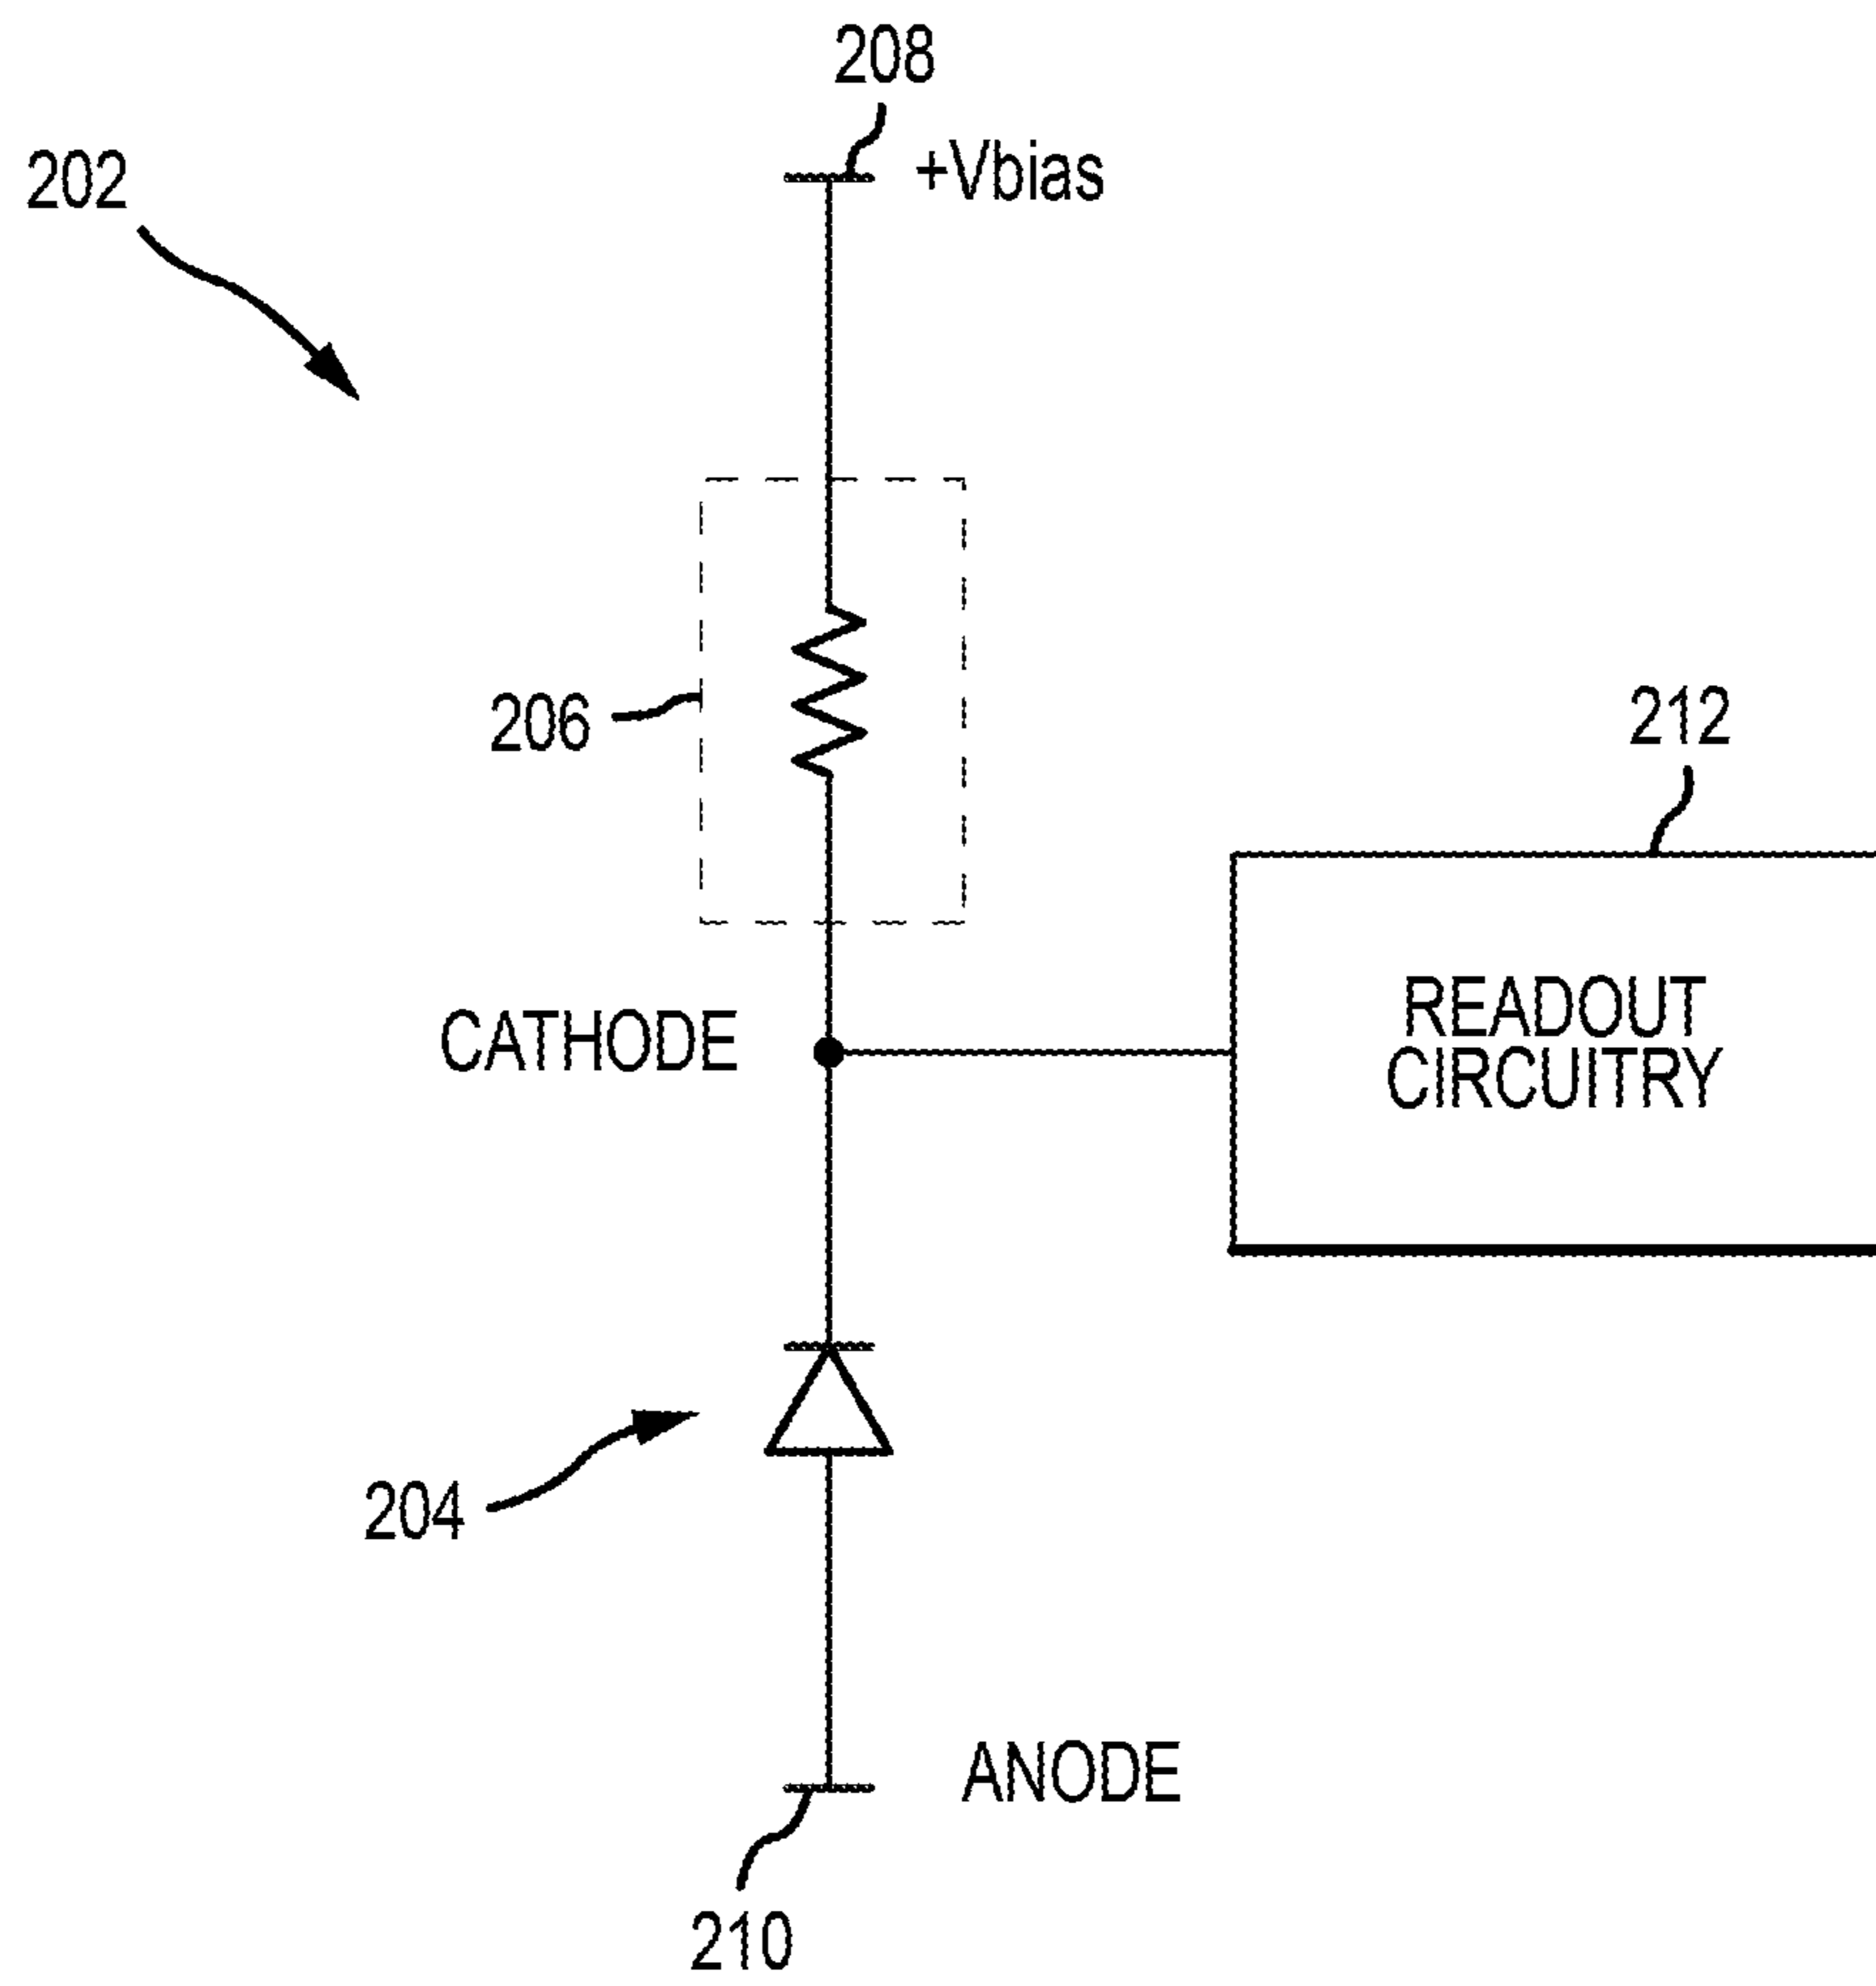 208
+Vbias
202
206
212
READOUT
CIRCUITRY
CATHODE
204
ANODE
210